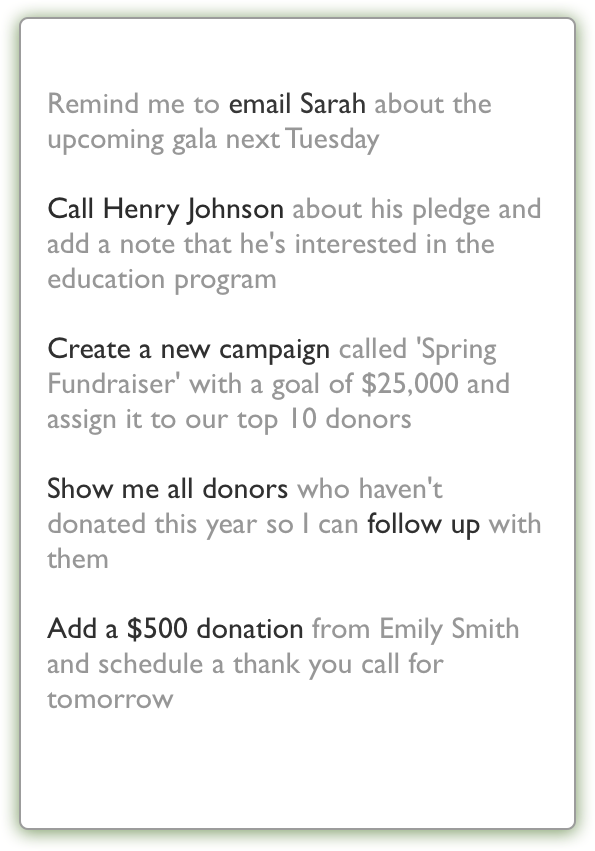 Remind me to email Sarah about the
upcoming gala next Tuesday
Call Henry Johnson about his pledge and
add a note that he's interested in the
education program
Create a new campaign called 'Spring
Fundraiser' with a goal of $25,000 and
assign it to our top 10 donors
Show me all donors who haven't
donated this year so I can follow up with
them
Add a $500 donation from Emily Smith
and schedule a thank you call for
tomorrow